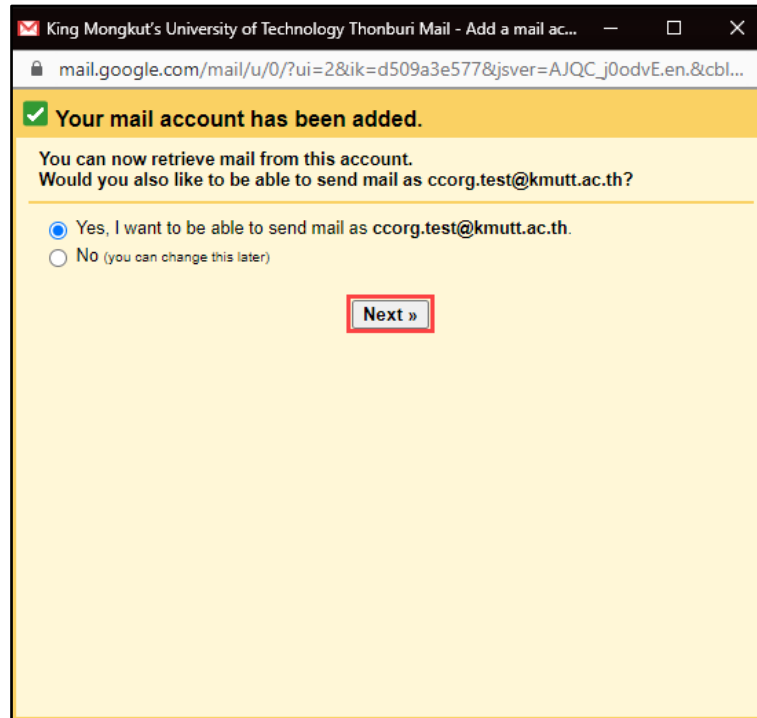 King Mongkut's University of Technology Thonburi Mail - Add a mail ac...
mail.google.com/mail/u/0/?ui=2&ik=d509a3e577&jsver=AJQC_j0odvE.en.&cbl...
Your mail account has been added.
You can now retrieve mail from this account.
Would you also like to be able to send mail as ccorg.test@kmutt.ac.th?
Yes, I want to be able to send mail as ccorg.test@kmutt.ac.th.
No (you can change this later)
Next »